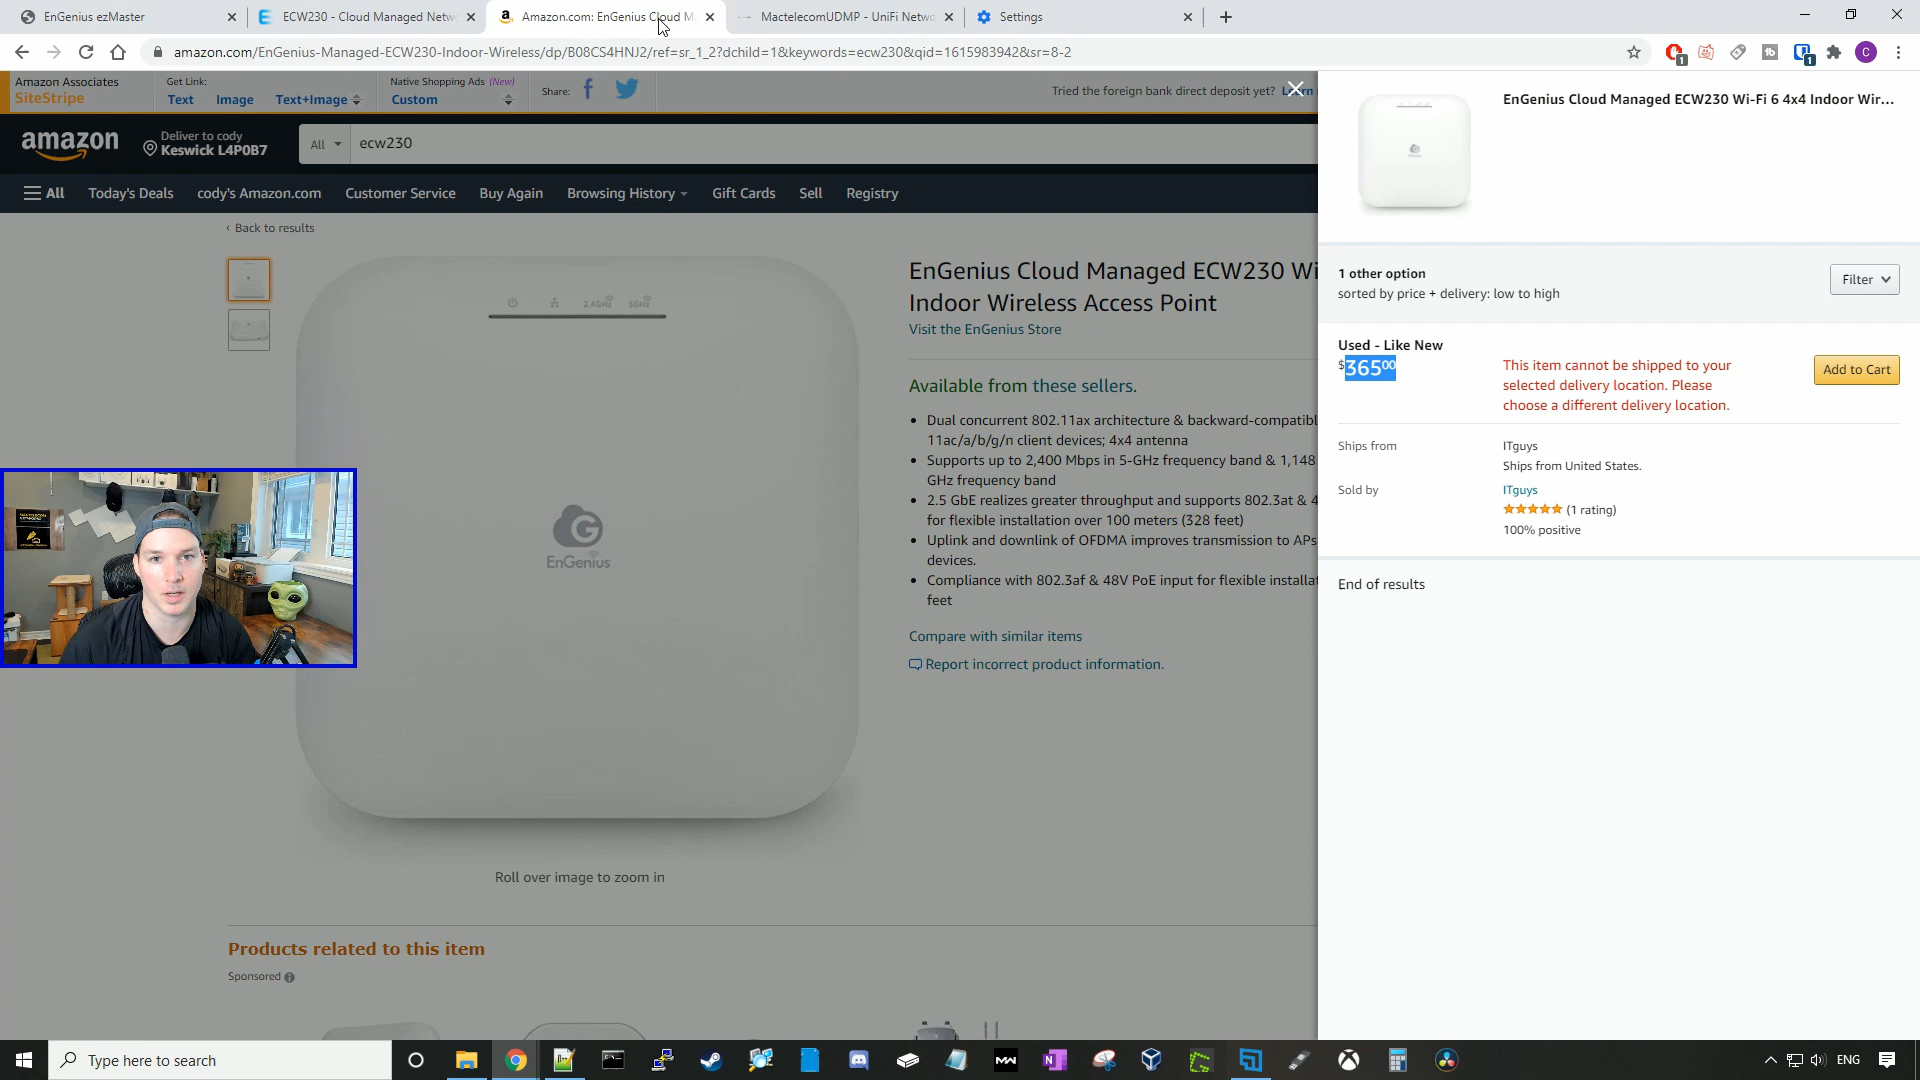 EnGenius ezMaster
ECW230 - Cloud Managed Netw
Amazon.com: EnGenius Cloud M
MactelecomUDMP - UniFi Netwo
Settings
amazon.com/EnGenius-Managed-ECW230-Indoor-Wireless/dp/B08CS4HNJ2/ref=sr_1_2?dchild=1&keywords=ecw230&qid=1615983942&sr=8-2
Amazon Associates
SiteStripe
Get Link:
Text Image Text+Image
Native Shopping Ads (New)
Custom
Share:
Tried the foreign bank direct deposit yet? Learn
amazon
Deliver to cody
Keswick L4P0B7
All
ecw230
All Today's Deals cody's Amazon.com Customer Service Buy Again Browsing History Gift Cards Sell Registry
‹ Back to results
2.4GHz 5GHz
EnGenius
Roll over image to zoom in
EnGenius Cloud Managed ECW230 Wi
Indoor Wireless Access Point
Visit the EnGenius Store
Available from these sellers.
• Dual concurrent 802.11ax architecture & backward-compatibl
11ac/a/b/g/n client devices; 4x4 antenna
• Supports up to 2,400 Mbps in 5-GHz frequency band & 1,148
GHz frequency band
• 2.5 GbE realizes greater throughput and supports 802.3at & 4
for flexible installation over 100 meters (328 feet)
• Uplink and downlink of OFDMA improves transmission to APs
devices.
• Compliance with 802.3af & 48V PoE input for flexible installat
feet
Compare with similar items
Report incorrect product information.
Products related to this item
Sponsored
EnGenius Cloud Managed ECW230 Wi-Fi 6 4x4 Indoor Wir...
1 other option
sorted by price + delivery: low to high
Filter
Used - Like New
$365⁰⁰
This item cannot be shipped to your
selected delivery location. Please
choose a different delivery location.
Add to Cart
Ships from
ITguys
Ships from United States.
Sold by
ITguys
(1 rating)
100% positive
End of results
Type here to search
ENG